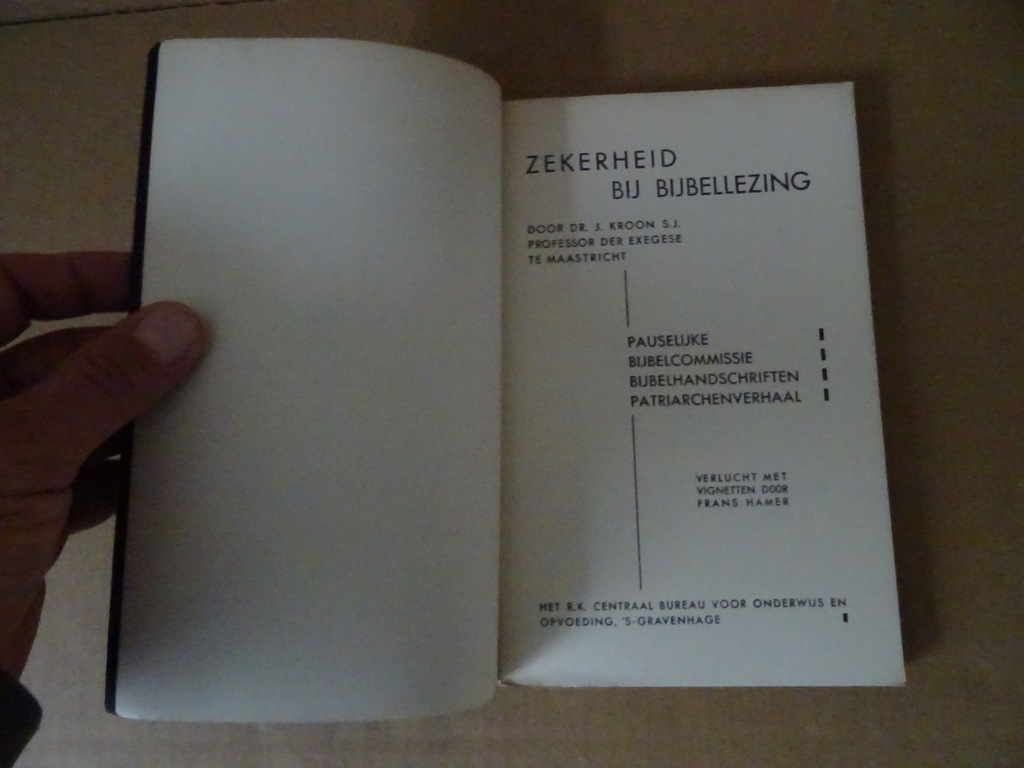 ZEKERHEID
BIJ BIJBELLEZING
DOOR DR. J. KROON S.J.
PROFESSOR DER EXEGESE
TE MAASTRICHT
PAUSELIJKE
BIJBELCOMMISSIE
BIJBELHANDSCHRIFTEN
PATRIARCHENVERHAAL
VERLUCHT MET
VIGNETTEN DOOR
FRANS HAMER
HET R.K. CENTRAAL BUREAU VOOR ONDERWIJS EN
OPVOEDING, 'S-GRAVENHAGE